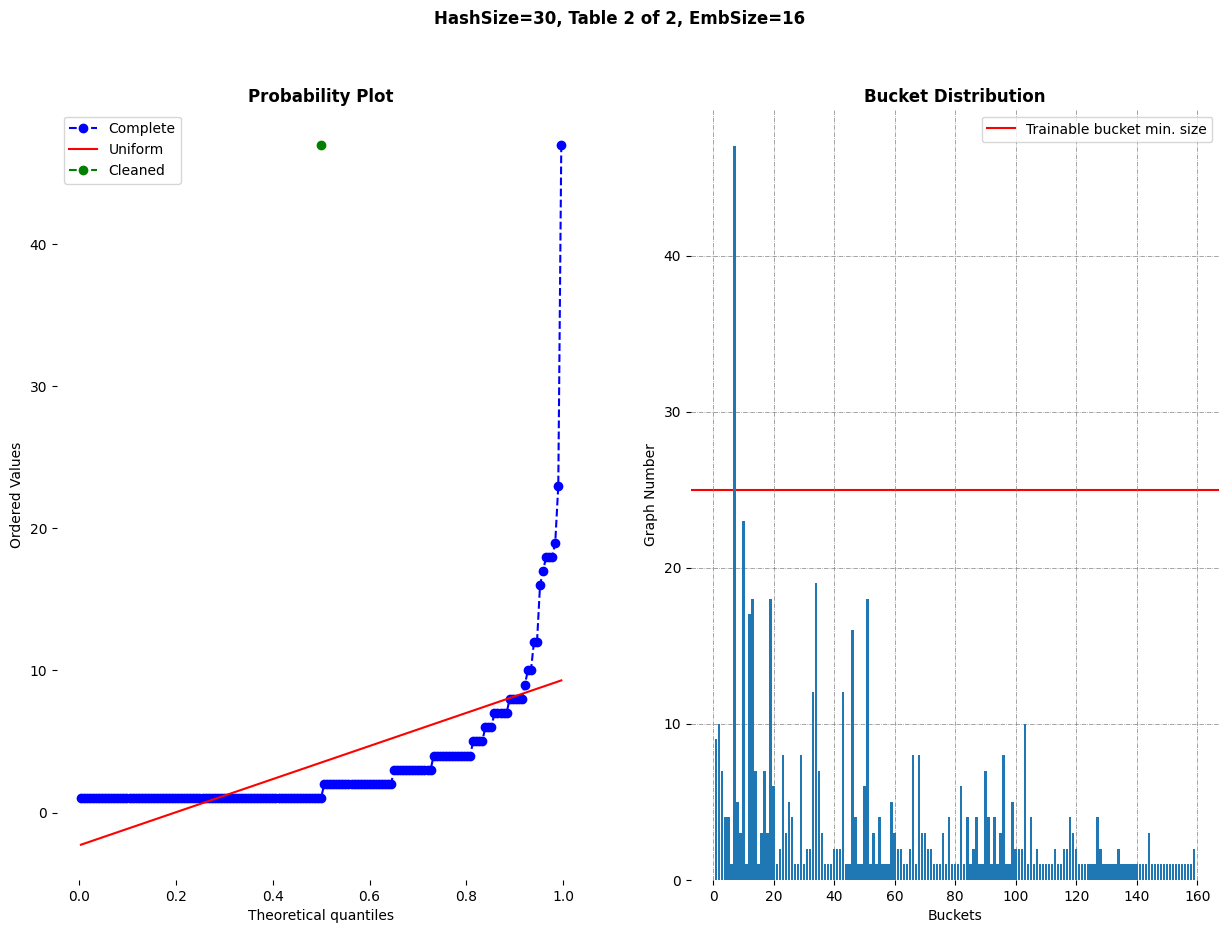 HashSize=30, Table 2 of 2, EmbSize=16
Probability Plot
Complete
Uniform
Cleaned
40
30
20
10
0
Ordered Values
0.0 0.2 0.4 0.6 0.8 1.0
Theoretical quantiles
Bucket Distribution
Trainable bucket min. size
40
30
20
10
0
Graph Number
0 20 40 60 80 100 120 140 160
Buckets